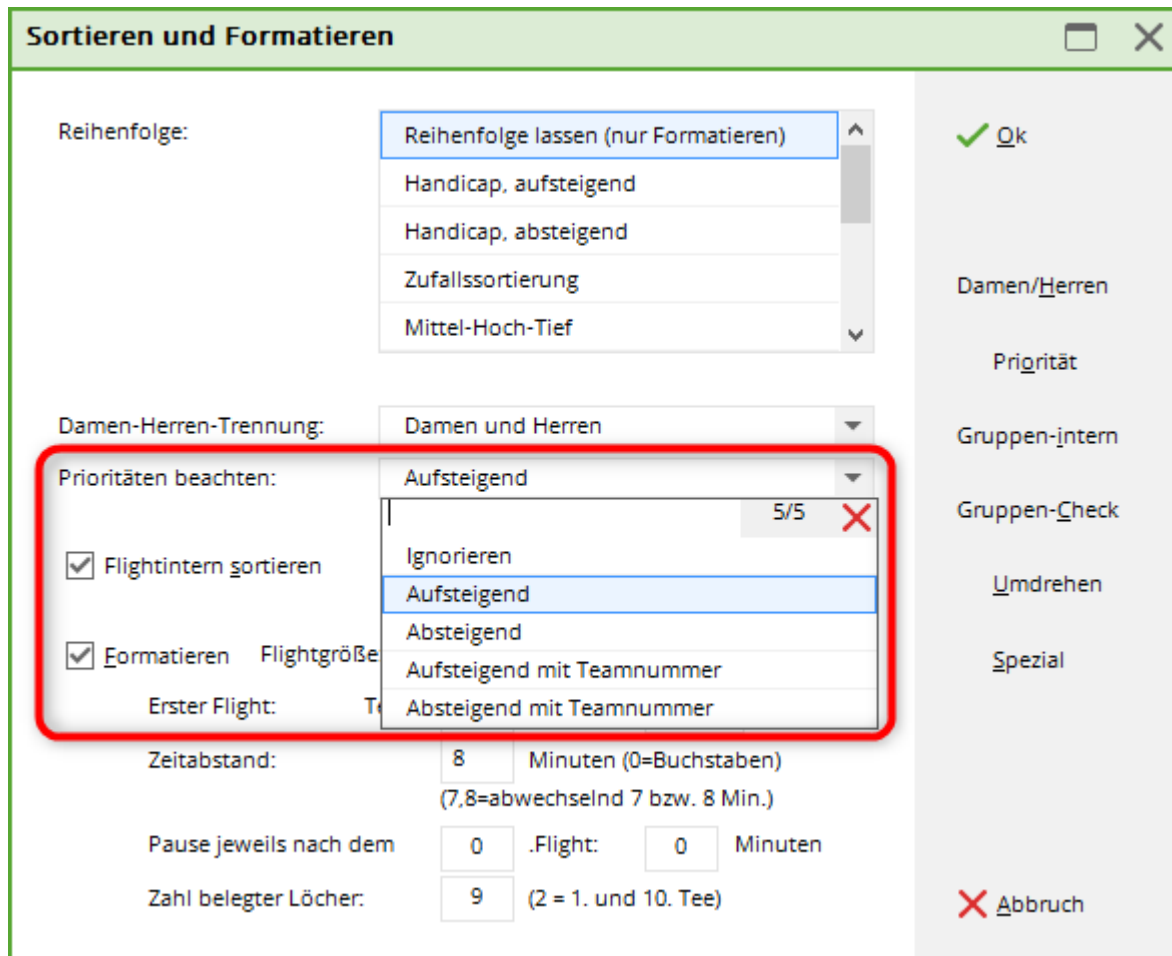 Sortieren und Formatieren
Reihenfolge:
Reihenfolge lassen (nur Formatieren)
Handicap, aufsteigend
Handicap, absteigend
Zufallssortierung
Mittel-Hoch-Tief
Ok
Damen/Herren
Priorität
Gruppen-intern
Gruppen-Check
Umdrehen
Spezial
Abbruch
Damen-Herren-Trennung: Damen und Herren
Prioritäten beachten: Aufsteigend
5/5
Ignorieren
Aufsteigend
Absteigend
Aufsteigend mit Teamnummer
Absteigend mit Teamnummer
Flightintern sortieren
Formatieren Flightgröße
Erster Flight:
Zeitabstand: 8 Minuten (0=Buchstaben)
(7,8=abwechselnd 7 bzw. 8 Min.)
Pause jeweils nach dem 0 .Flight: 0 Minuten
Zahl belegter Löcher: 9 (2 = 1. und 10. Tee)